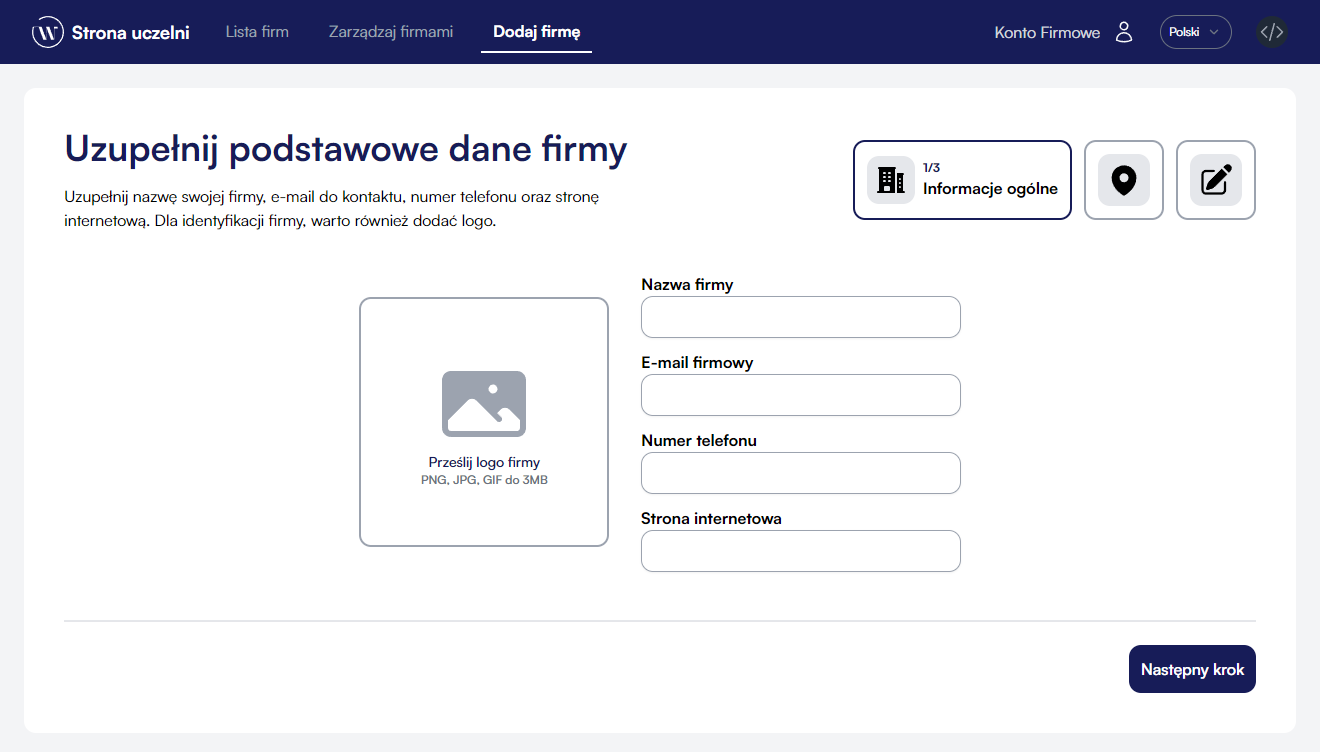 Strona uczelni
Lista firm
Zarządzaj firmami
Dodaj firmę
Konto Firmowe
Polski
Uzupełnij podstawowe dane firmy
Uzupełnij nazwę swojej firmy, e-mail do kontaktu, numer telefonu oraz stronę
internetową. Dla identyfikacji firmy, warto również dodać logo.
1/3
Informacje ogólne
Prześlij logo firmy
PNG, JPG, GIF do 3MB
Nazwa firmy
E-mail firmowy
Numer telefonu
Strona internetowa
Następny krok